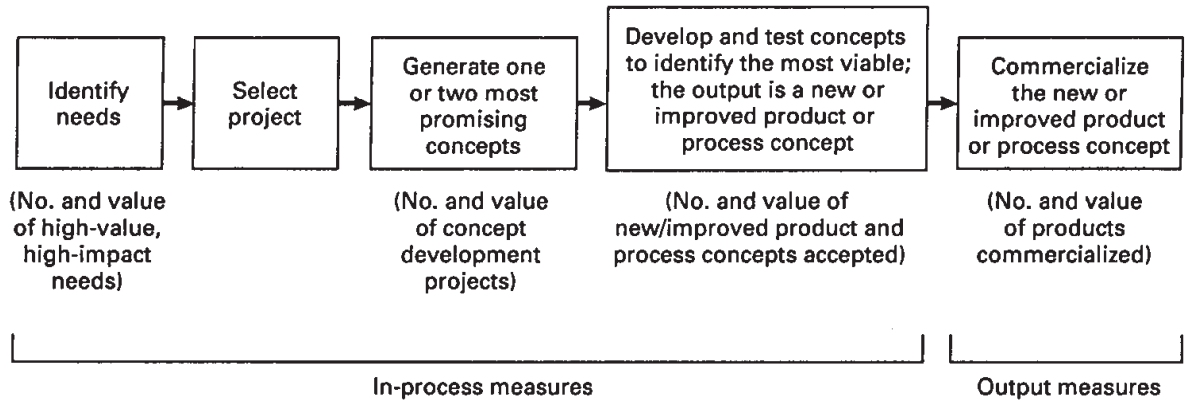 Identify
needs
Select
project
Generate one
or two most
promising
concepts
Develop and test concepts
to identify the most viable;
the output is a new or
improved product or
process concept
Commercialize
the new or
improved product
or process concept
(No. and value
of high-value,
high-impact
needs)
(No. and value
of concept
development
projects)
(No. and value of
new/improved product and
process concepts accepted)
(No. and value
of products
commercialized)
In-process measures
Output measures